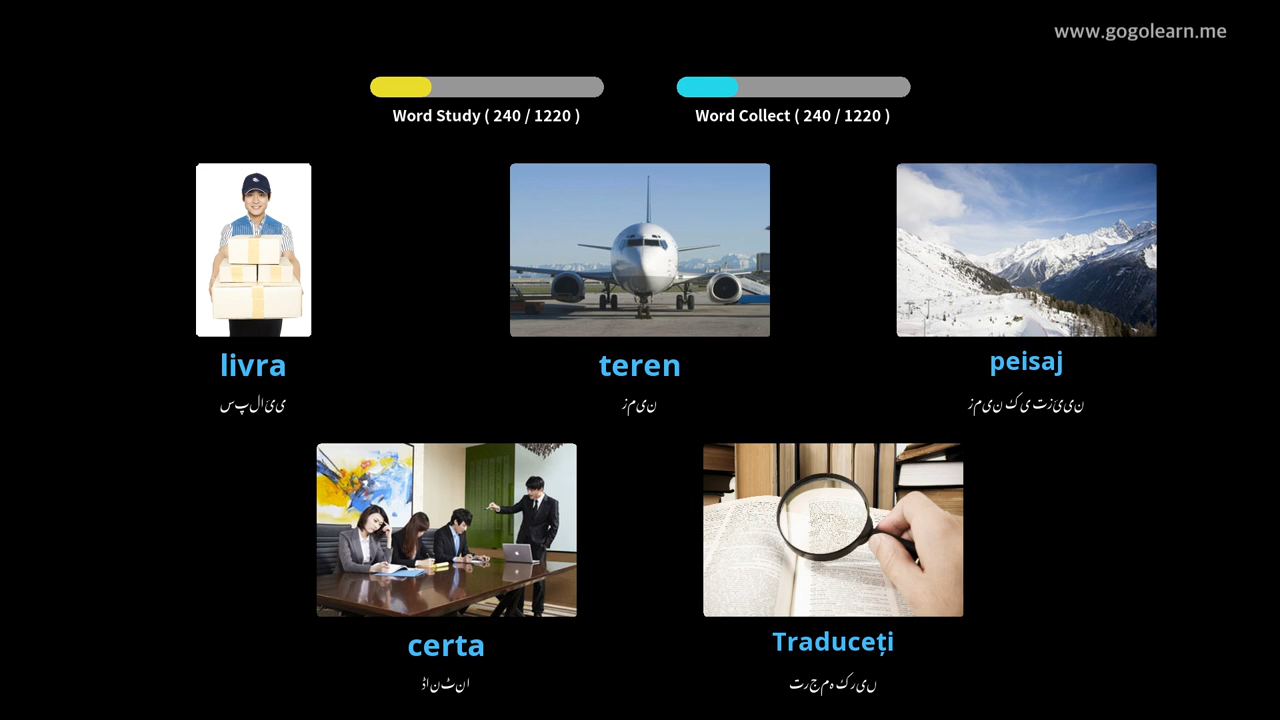 www.gogolearn.me
Word Study ( 240 / 1220 )
Word Collect ( 240 / 1220 )
livra
teren
peisaj
سپلائی
زمین
زمین کی تزئیین
certa
Traduceți
ڈانٹنا
ترجمہ کریں